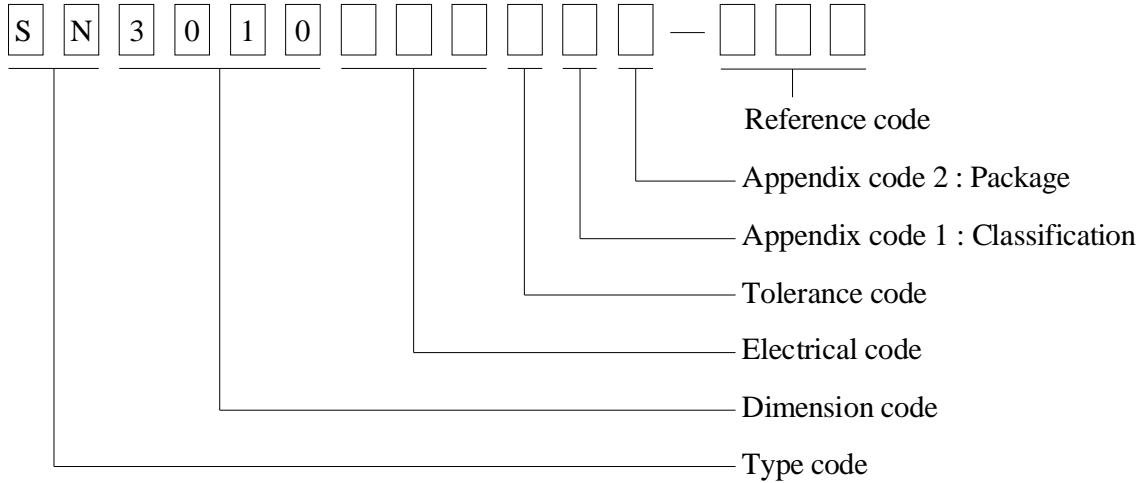 S N 3 0 1 0 —
Reference code
Appendix code 2 : Package
Appendix code 1 : Classification
Tolerance code
Electrical code
Dimension code
Type code